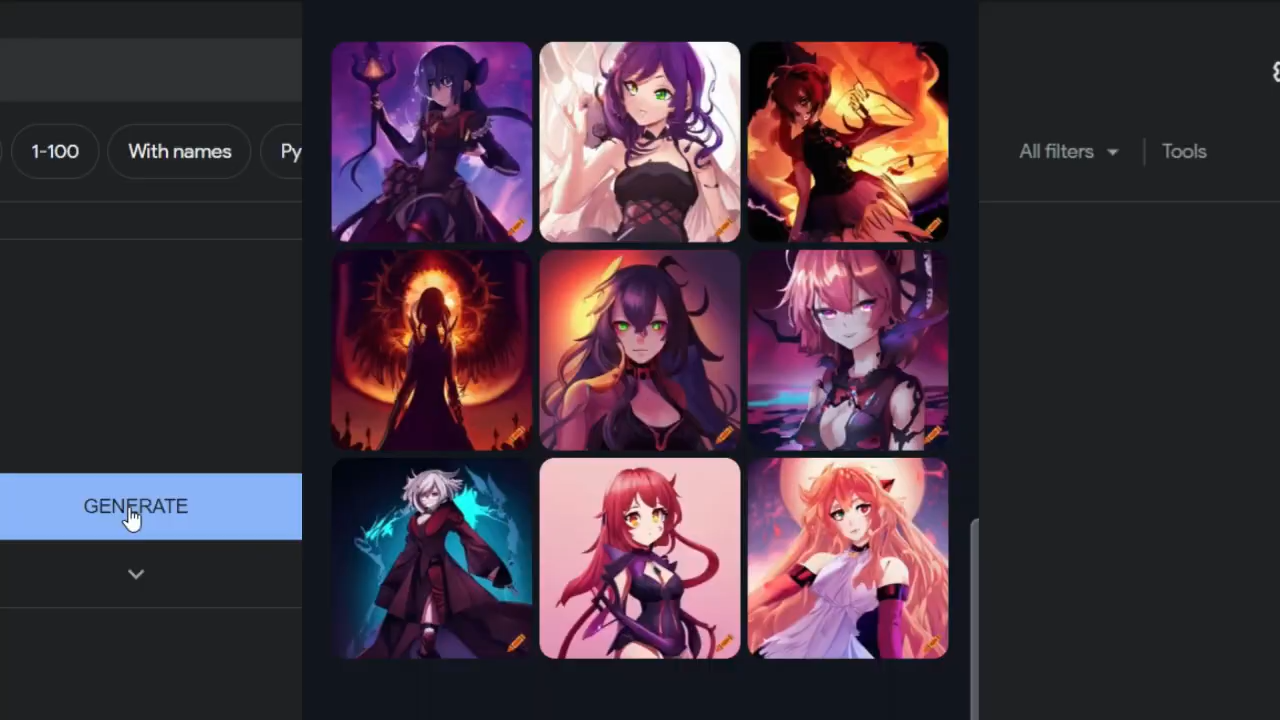 1-100
With names
Py
All filters
Tools
GENERATE